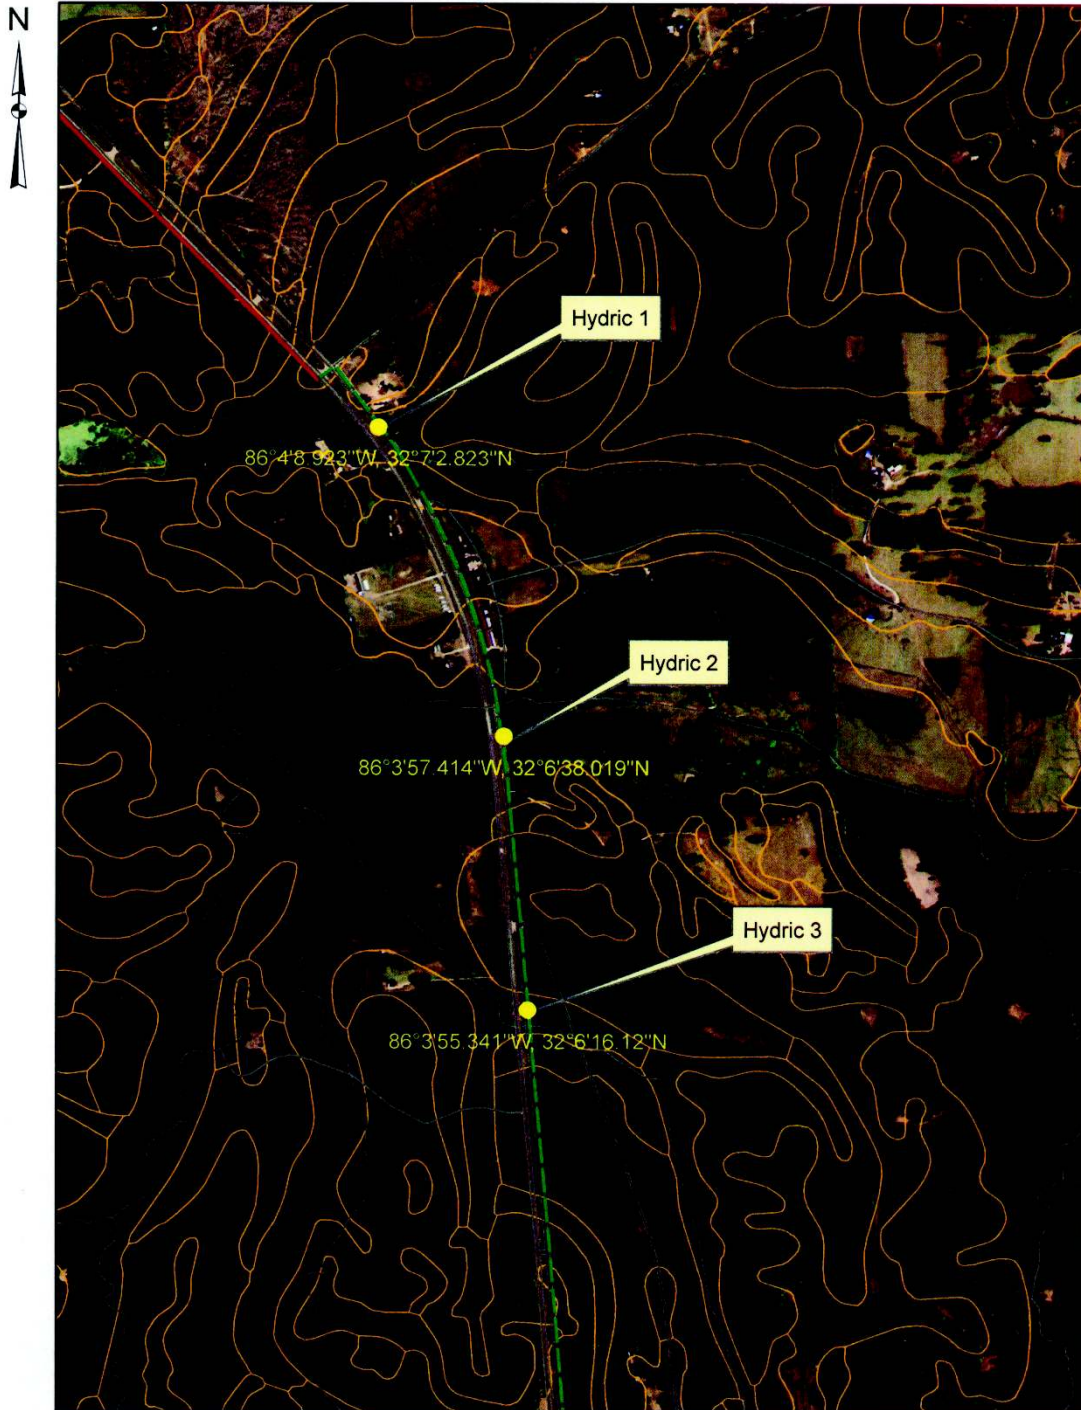 N
Hydric 1
86°4'8.923"W, 32°7'2.823"N
Hydric 2
86°3'57.414"W, 32°6'38.019"N
Hydric 3
86°3'55.341"W, 32°6'16.12"N